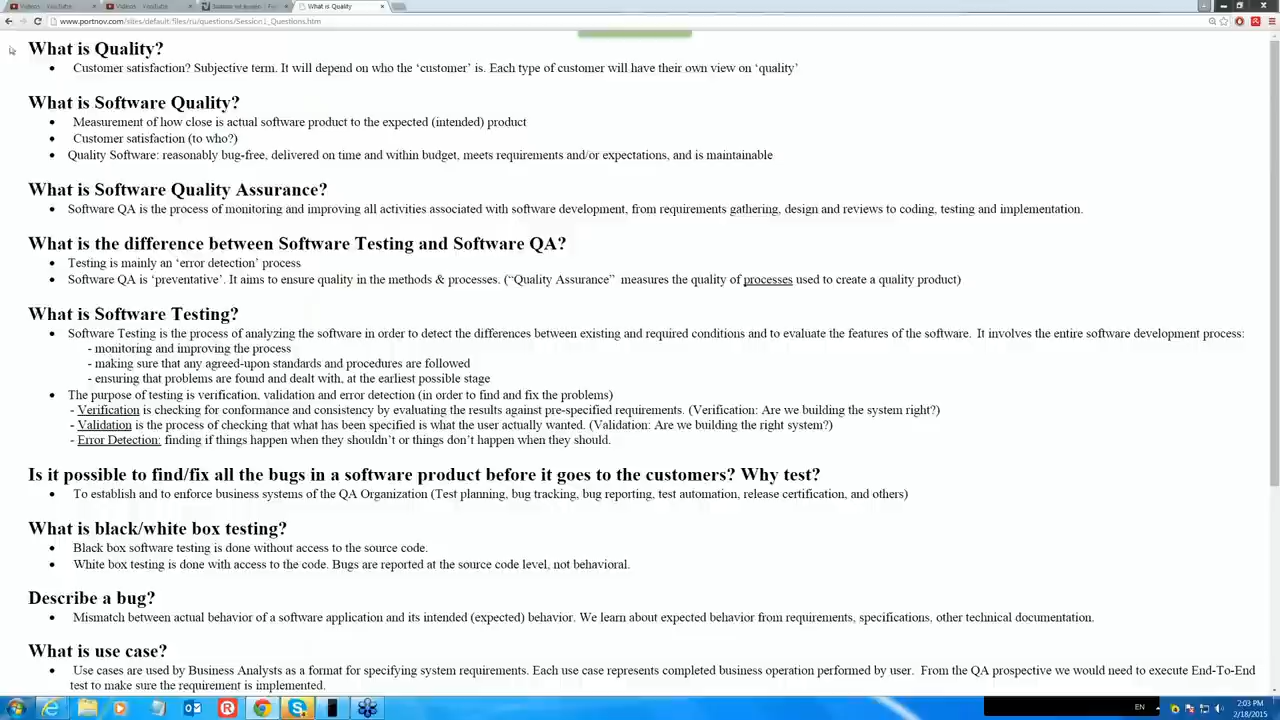 What is Quality?
www.portnov.com/sites/default/files/ru/questions/Session1_Questions.htm
What is Quality?
• Customer satisfaction? Subjective term. It will depend on who the ‘customer’ is. Each type of customer will have their own view on ‘quality’
What is Software Quality?
• Measurement of how close is actual software product to the expected (intended) product
• Customer satisfaction (to who?)
• Quality Software: reasonably bug-free, delivered on time and within budget, meets requirements and/or expectations, and is maintainable
What is Software Quality Assurance?
• Software QA is the process of monitoring and improving all activities associated with software development, from requirements gathering, design and reviews to coding, testing and implementation.
What is the difference between Software Testing and Software QA?
• Testing is mainly an ‘error detection’ process
• Software QA is ‘preventative’. It aims to ensure quality in the methods & processes. (“Quality Assurance” measures the quality of processes used to create a quality product)
What is Software Testing?
• Software Testing is the process of analyzing the software in order to detect the differences between existing and required conditions and to evaluate the features of the software. It involves the entire software development process:
- monitoring and improving the process
- making sure that any agreed-upon standards and procedures are followed
- ensuring that problems are found and dealt with, at the earliest possible stage
• The purpose of testing is verification, validation and error detection (in order to find and fix the problems)
- Verification is checking for conformance and consistency by evaluating the results against pre-specified requirements. (Verification: Are we building the system right?)
- Validation is the process of checking that what has been specified is what the user actually wanted. (Validation: Are we building the right system?)
- Error Detection: finding if things happen when they shouldn’t or things don’t happen when they should.
Is it possible to find/fix all the bugs in a software product before it goes to the customers? Why test?
• To establish and to enforce business systems of the QA Organization (Test planning, bug tracking, bug reporting, test automation, release certification, and others)
What is black/white box testing?
• Black box software testing is done without access to the source code.
• White box testing is done with access to the code. Bugs are reported at the source code level, not behavioral.
Describe a bug?
• Mismatch between actual behavior of a software application and its intended (expected) behavior. We learn about expected behavior from requirements, specifications, other technical documentation.
What is use case?
• Use cases are used by Business Analysts as a format for specifying system requirements. Each use case represents completed business operation performed by user. From the QA prospective we would need to execute End-To-End
test to make sure the requirement is implemented.
EN
2:03 PM
2/18/2015